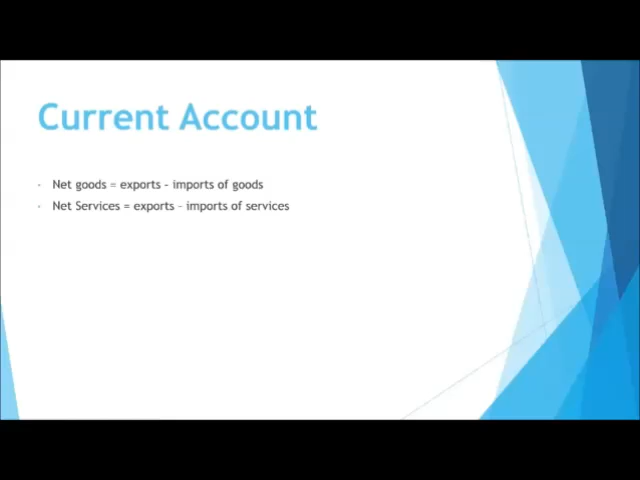 Current Account
· Net goods = exports - imports of goods
· Net Services = exports – imports of services